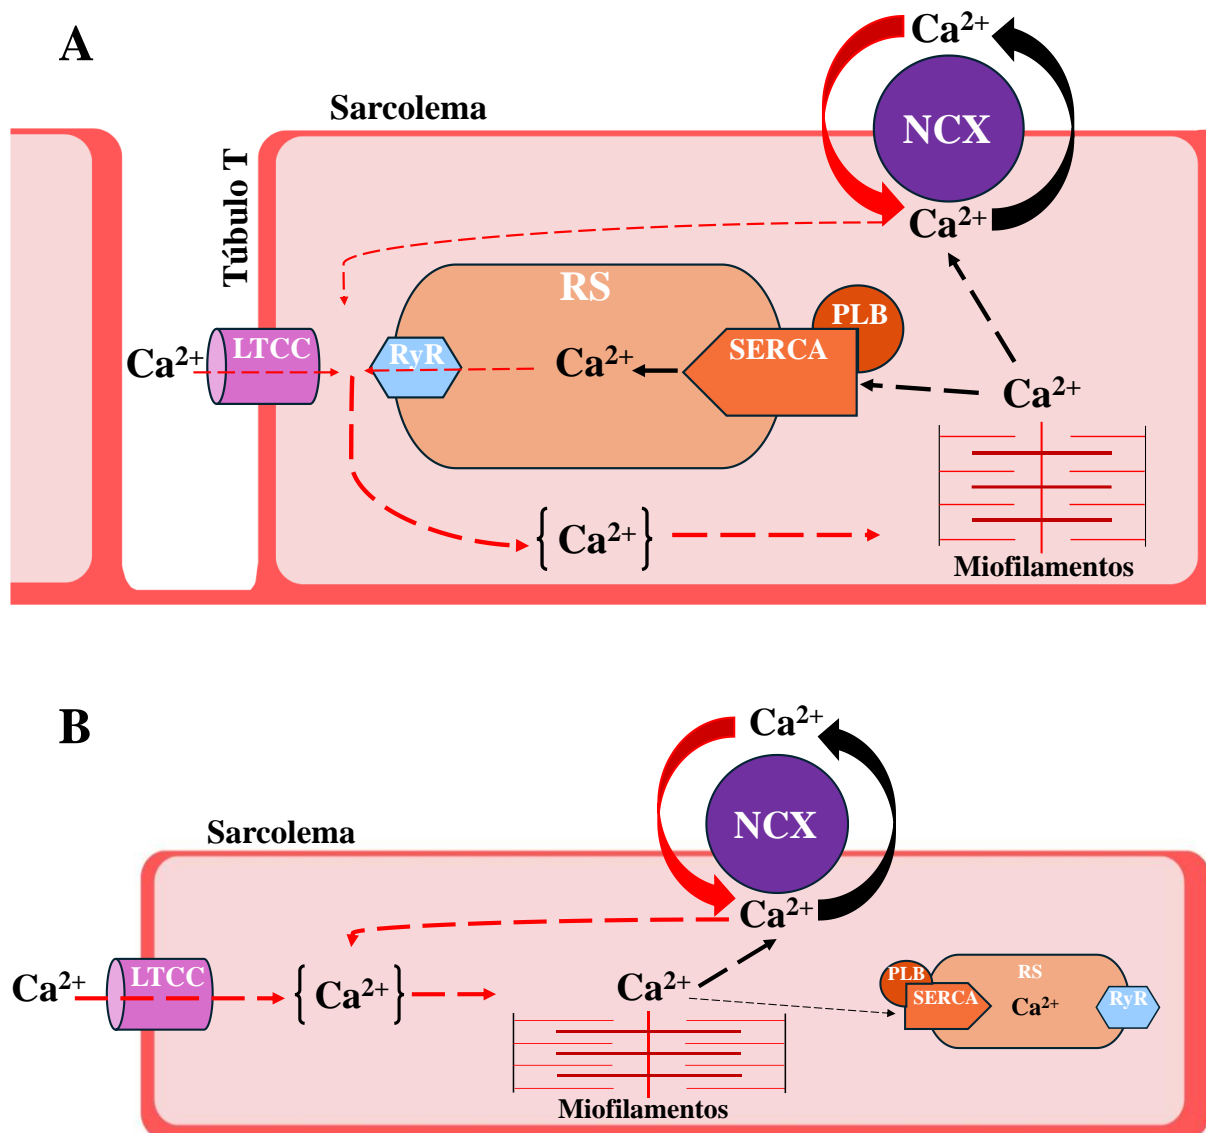 A
Ca²⁺
Sarcolema
NCX
Túbulo T
Ca²⁺
RS
PLB
LTCC
RyR
SERCA
Ca²⁺
Ca²⁺
Ca²⁺
{Ca²⁺}
Miofilamentos
B
Ca²⁺
Sarcolema
NCX
Ca²⁺
LTCC
Ca²⁺
{Ca²⁺}
Ca²⁺
PLB
RS
SERCA
Ca²⁺
RyR
Miofilamentos